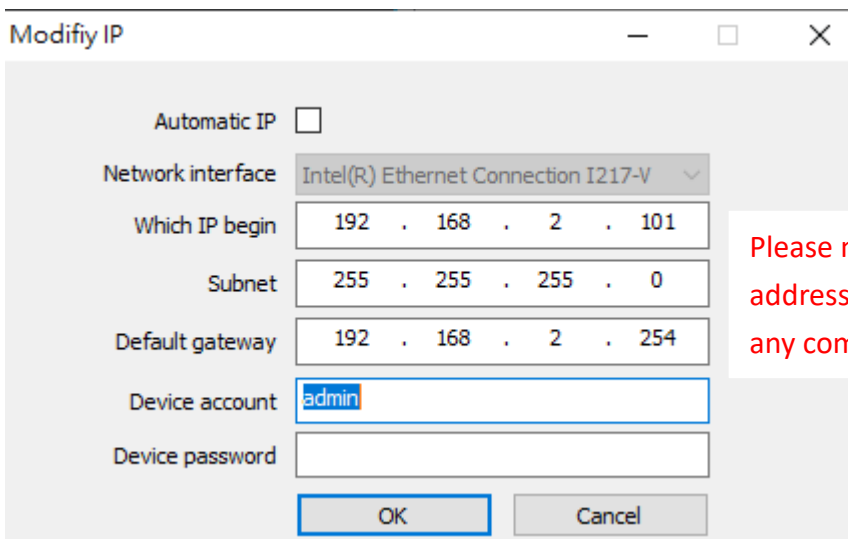 Modifiy IP
Automatic IP
Network interface Intel(R) Ethernet Connection I217-V
Which IP begin 192 . 168 . 2 . 101
Subnet 255 . 255 . 255 . 0
Default gateway 192 . 168 . 2 . 254
Device account admin
Device password
OK Cancel
Please
address
any